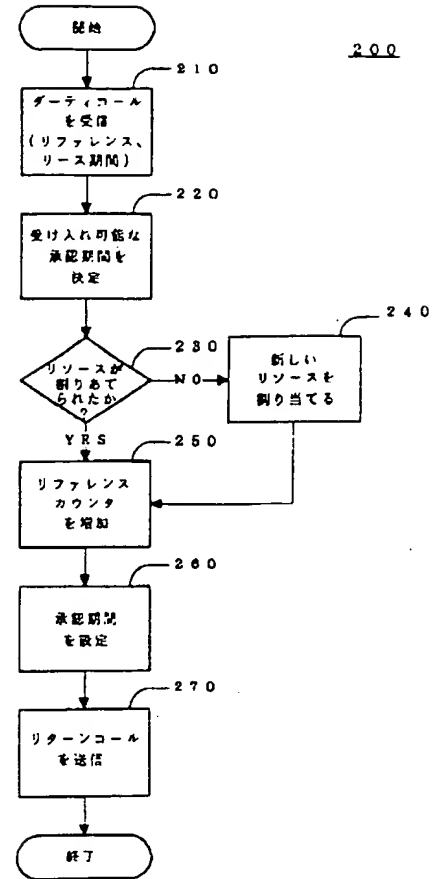 開始
200
210
ダーティコール
を受信
(リファレンス、
リース期間)
220
受け入れ可能な
承認期間を
決定
230
リソースが
割りあて
られたか
?
NO
240
新しい
リソースを
割り当てる
YRS
250
リファレンス
カウンタ
を増加
260
承認期間
を設定
270
リターンコール
を送信
終了